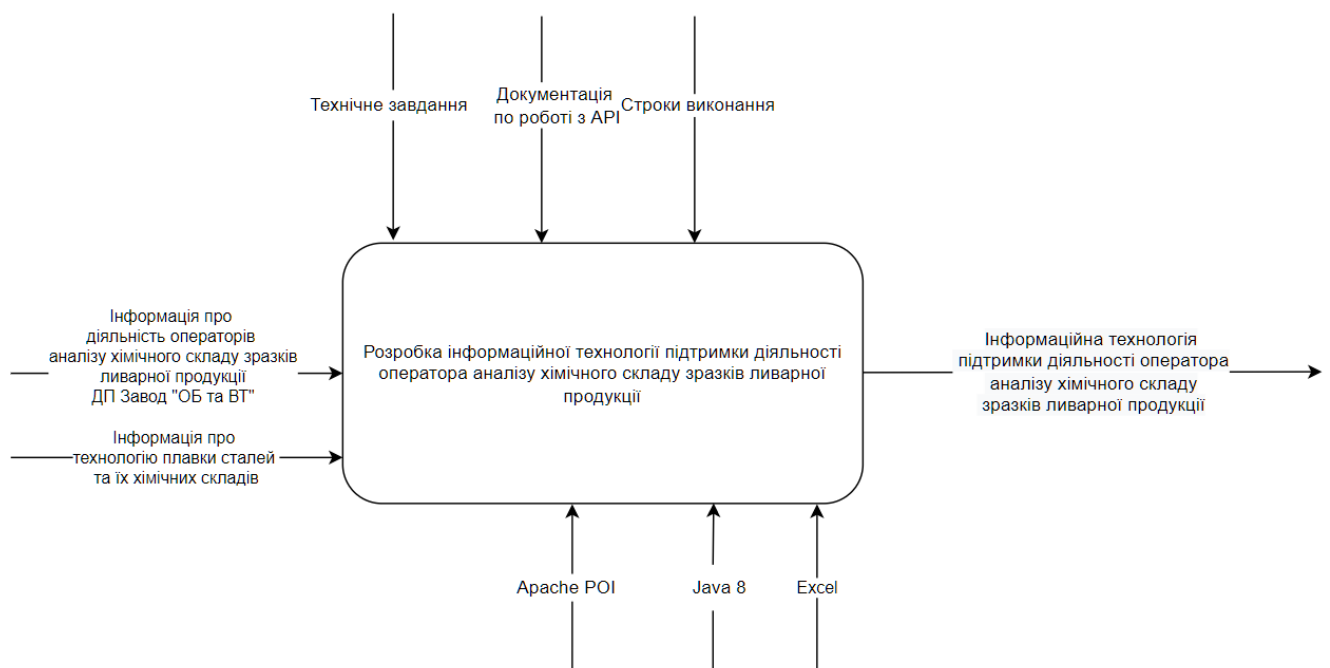 Технічне завдання
Документація
по роботі з API
Строки виконання
Інформація про
діяльність операторів
аналізу хімічного складу зразків
ливарної продукції
ДП Завод "ОБ та ВТ"
Інформація про
технологію плавки сталей
та їх хімічних складів
Розробка інформаційної технології підтримки діяльності
оператора аналізу хімічного складу зразків ливарної
продукції
Інформаційна технологія
підтримки діяльності оператора
аналізу хімічного складу
зразків ливарної продукції
Apache POI
Java 8
Excel